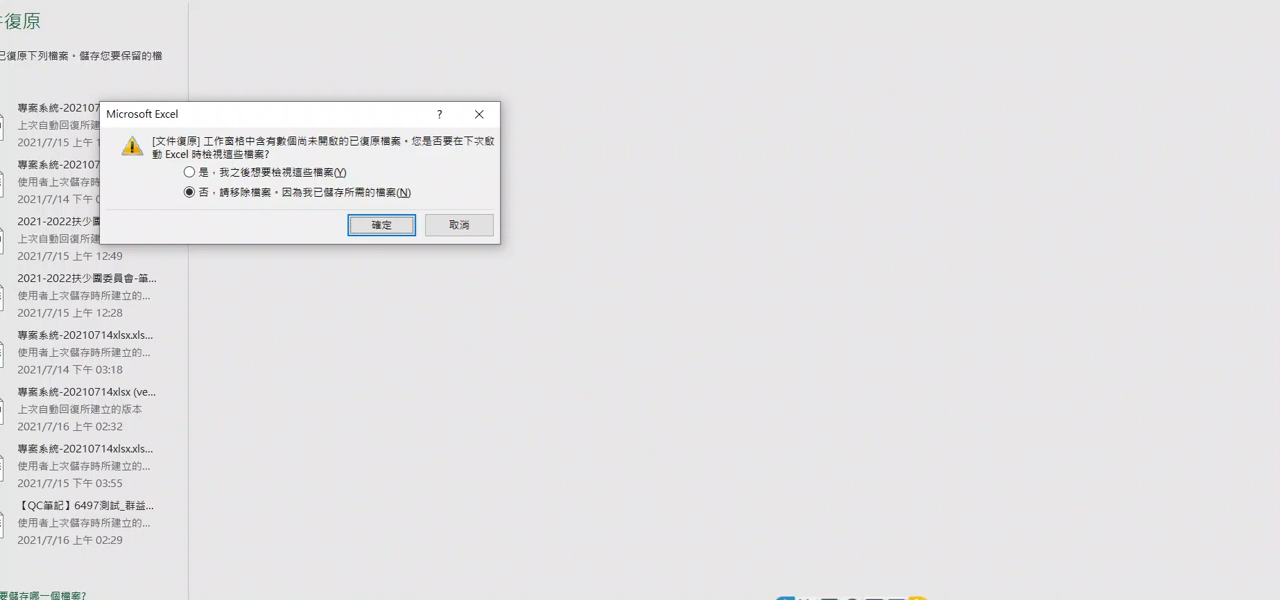 件復原
已復原下列檔案。儲存您要保留的檔
專案系統-202107
上次自動回復所建
2021/7/15 上午 1
專案系統-202107
使用者上次儲存時
2021/7/14 下午 0
2021-2022扶少團
上次自動回復所建
2021/7/15 上午 12:49
2021-2022扶少團委員會-筆...
使用者上次儲存時所建立的...
2021/7/15 上午 12:28
專案系統-20210714xlsx.xls...
使用者上次儲存時所建立的...
2021/7/14 下午 03:18
專案系統-20210714xlsx (ve...
上次自動回復所建立的版本
2021/7/16 上午 02:32
專案系統-20210714xlsx.xls...
使用者上次儲存時所建立的...
2021/7/15 下午 03:55
【QC筆記】6497測試_群益...
使用者上次儲存時所建立的...
2021/7/16 上午 02:29
要儲存哪一個檔案?
Microsoft Excel
?
[文件復原] 工作窗格中含有數個尚未開啟的已復原檔案。您是否要在下次啟
動 Excel 時檢視這些檔案?
是，我之後想要檢視這些檔案(Y)
否，請移除檔案。因為我已儲存所需的檔案(N)
確定
取消